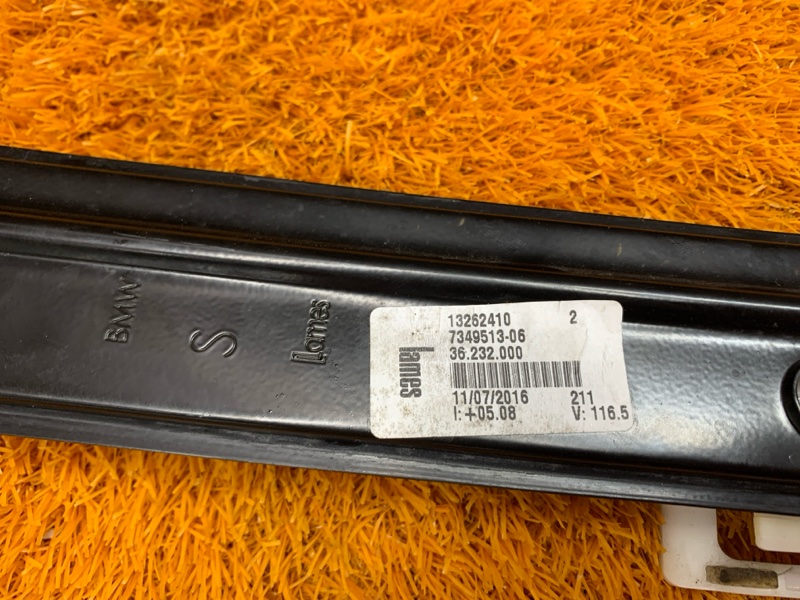 BMW
S
Lames
Lames
13262410 2
7349513-06
36.232.000
11/07/2016 211
I: +05.08 V: 116.5